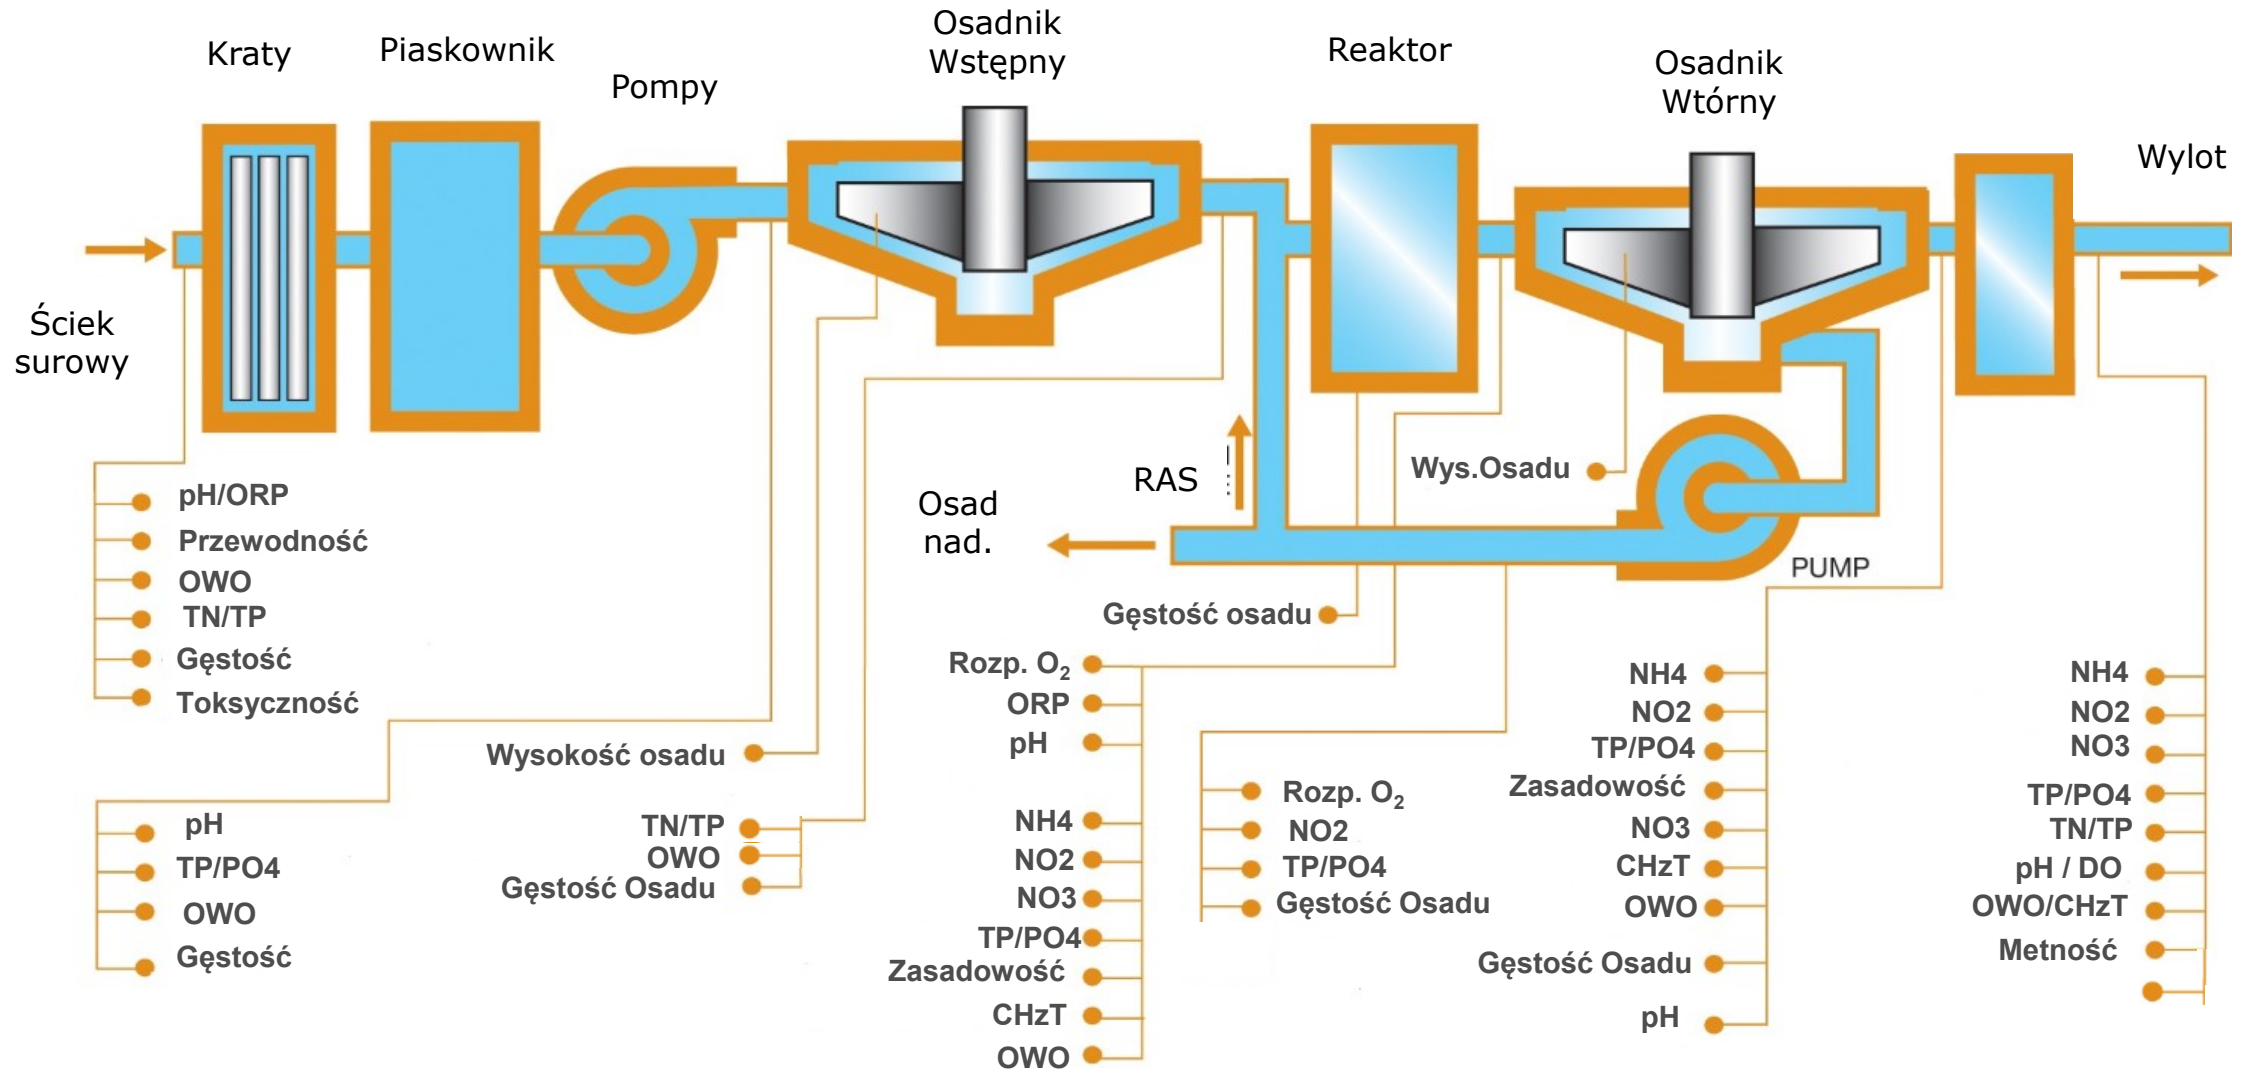 Kraty
Piaskownik
Pompy
Osadnik
Wstępny
Reaktor
Osadnik
Wtórny
Wylot
Ściek
surowy
RAS
Osad
nad.
Wys.Osadu
PUMP
Gęstość osadu
pH/ORP
Przewodność
OWO
TN/TP
Gęstość
Toksyczność
pH
TP/PO4
OWO
Gęstość
Wysokość osadu
TN/TP
OWO
Gęstość Osadu
Rozp. O2
ORP
pH
NH4
NO2
NO3
TP/PO4
Zasadowość
CHzT
OWO
Rozp. O2
NO2
TP/PO4
Gęstość Osadu
NH4
NO2
TP/PO4
Zasadowość
NO3
CHzT
OWO
Gęstość Osadu
pH
NH4
NO2
NO3
TP/PO4
TN/TP
pH / DO
OWO/CHzT
Metność